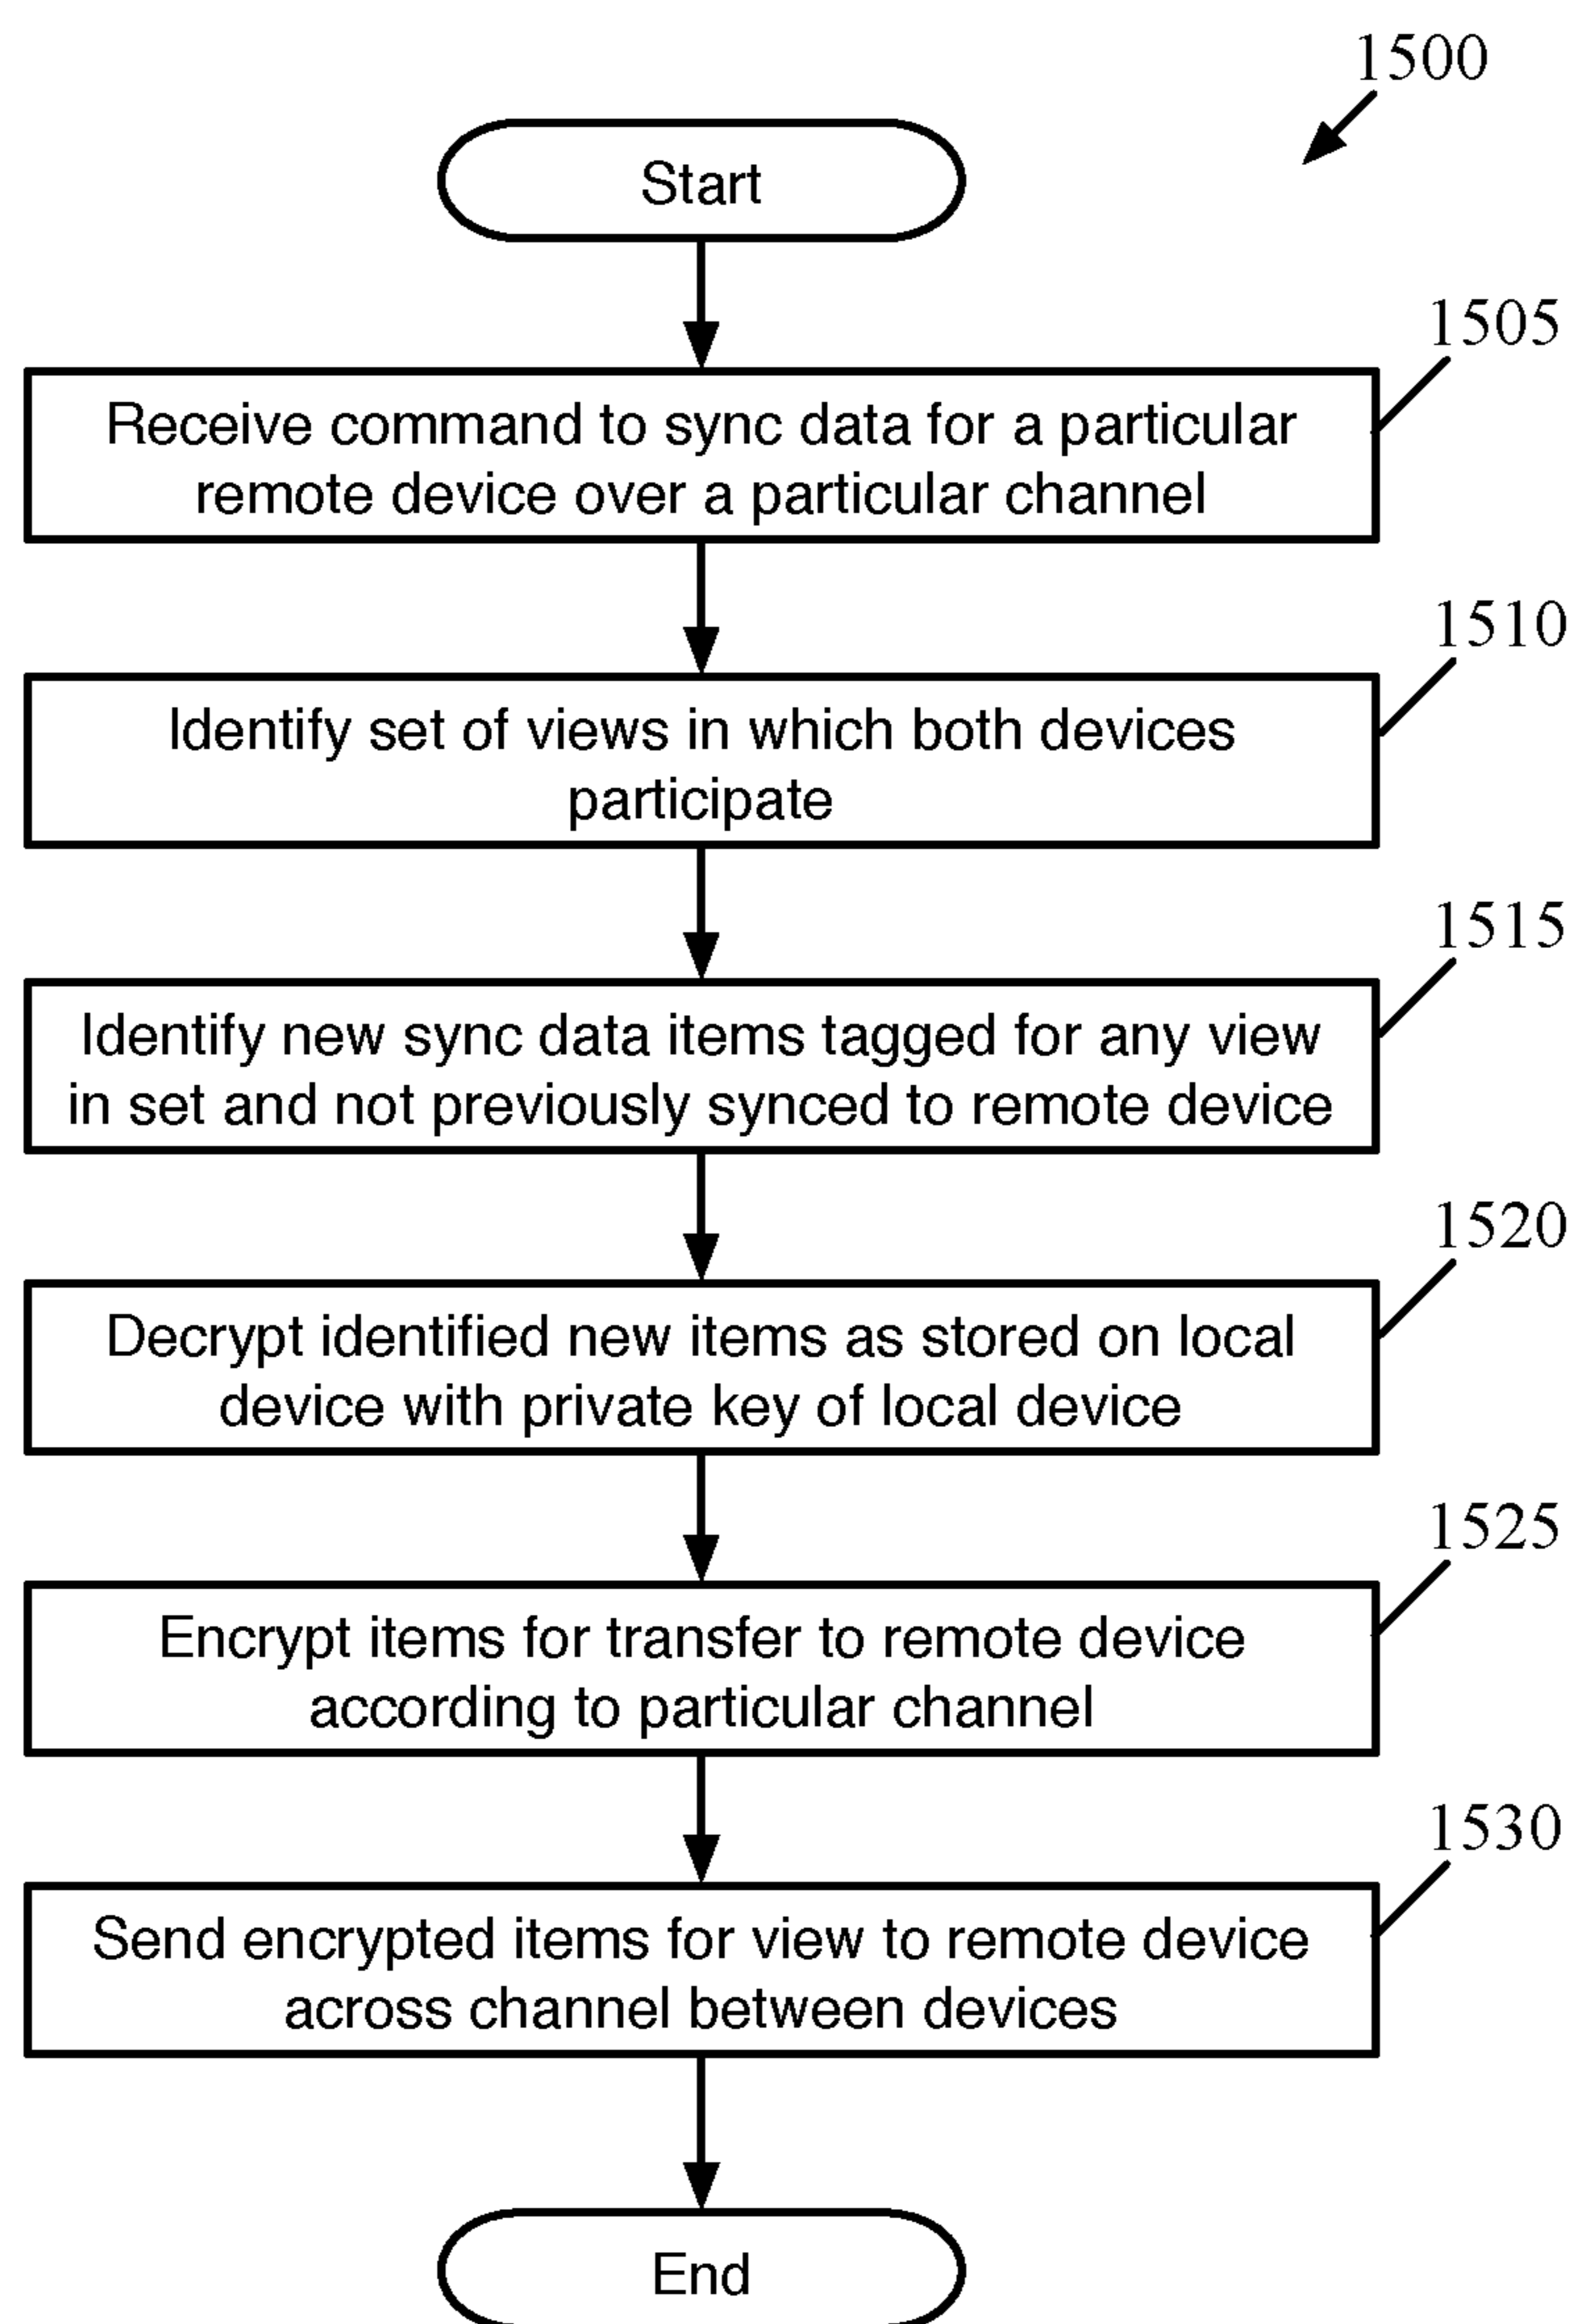 1500
Start
1505
Receive command to sync data for a particular
remote device over a particular channel
1510
Identify set of views in which both devices
participate
1515
Identify new sync data items tagged for any view
in set and not previously synced to remote device
1520
Decrypt identified new items as stored on local
device with private key of local device
1525
Encrypt items for transfer to remote device
according to particular channel
1530
Send encrypted items for view to remote device
across channel between devices
End